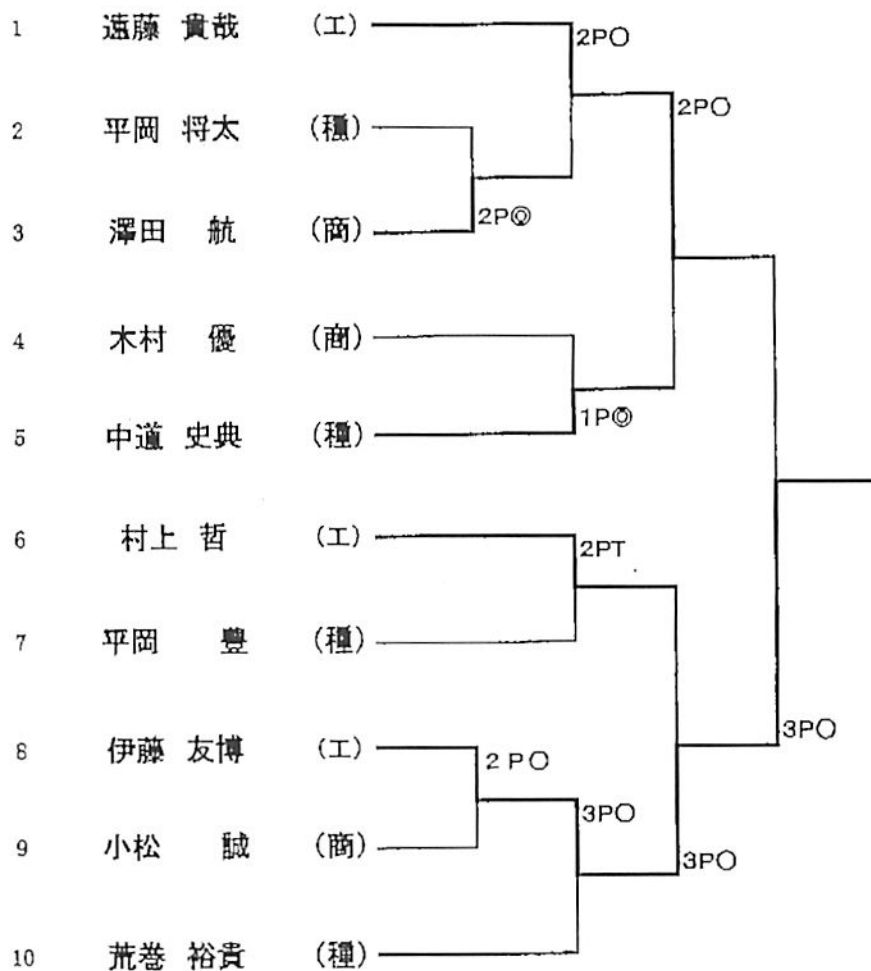 1 遠藤 貴哉 (工)
2PO
2PO
2 平岡 将太 (種)
2P◎
3 澤田 航 (商)
4 木村 優 (商)
1P◎
5 中道 史典 (種)
6 村上 哲 (工)
2PT
7 平岡 豊 (種)
3PO
8 伊藤 友博 (工)
2 PO
3PO
9 小松 誠 (商)
3PO
10 荒巻 裕貴 (種)